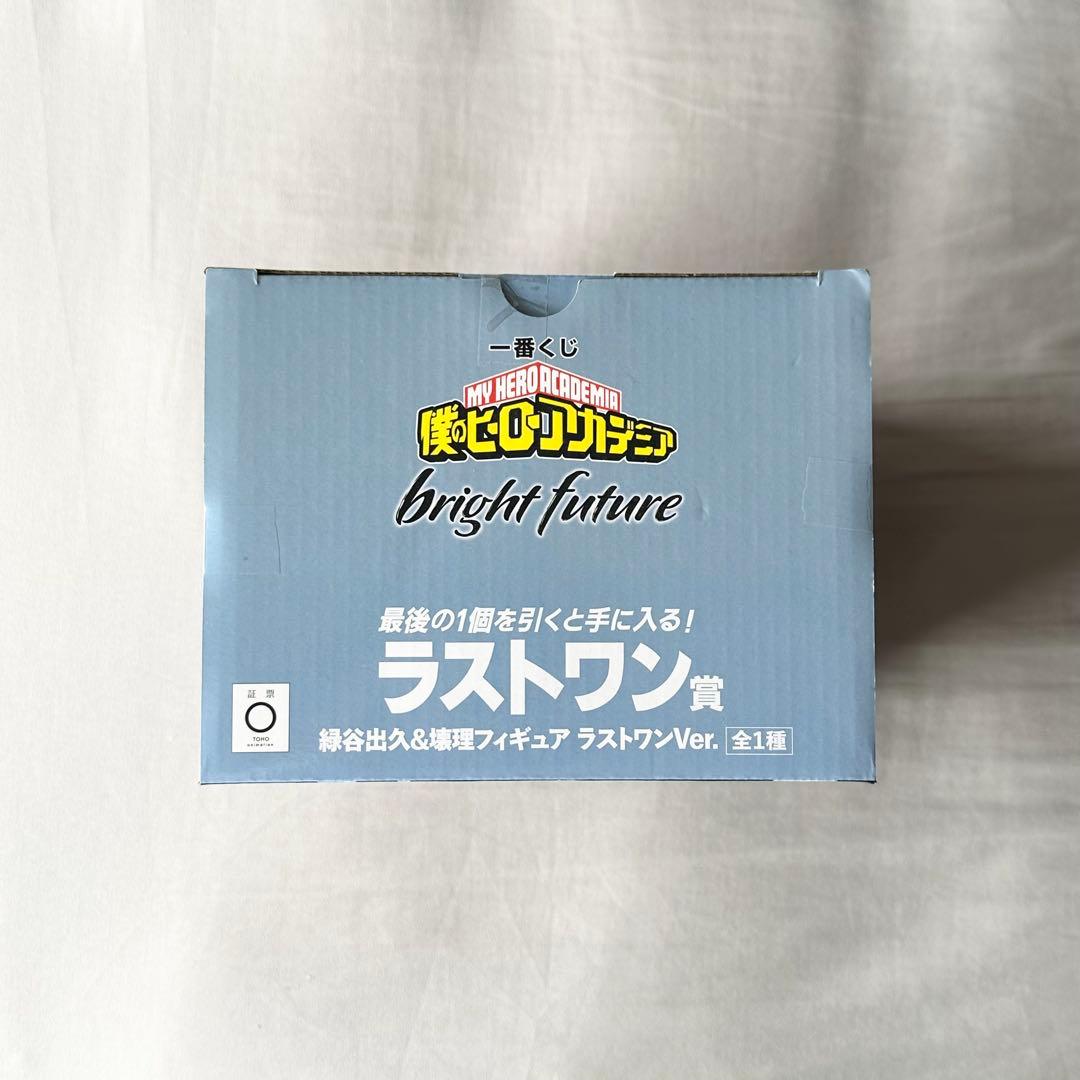 一番くじ
MY HERO ACADEMIA
僕のヒーローアカデミア
bright future
最後の1個を引くと手に入る!
ラストワン賞
緑谷出久&壊理フィギュア ラストワンVer. 全1種
証票
TOHO
animation